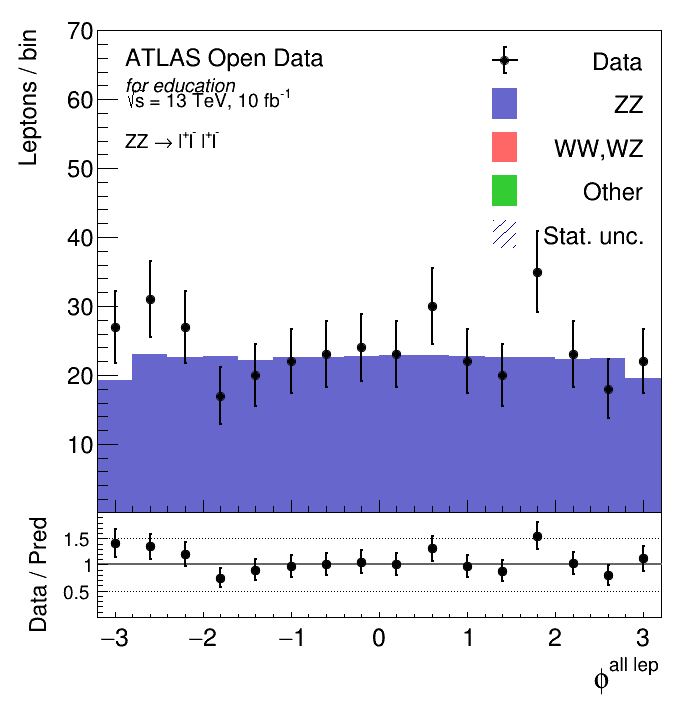 Leptons / bin
70
60
50
40
30
20
10
ATLAS Open Data
for education
√s = 13 TeV, 10 fb⁻¹
ZZ → l⁺l⁻ l⁺l⁻
Data
ZZ
WW,WZ
Other
Stat. unc.
Data / Pred
1.5
1
0.5
−3 −2 −1 0 1 2 3
ϕ^all lep